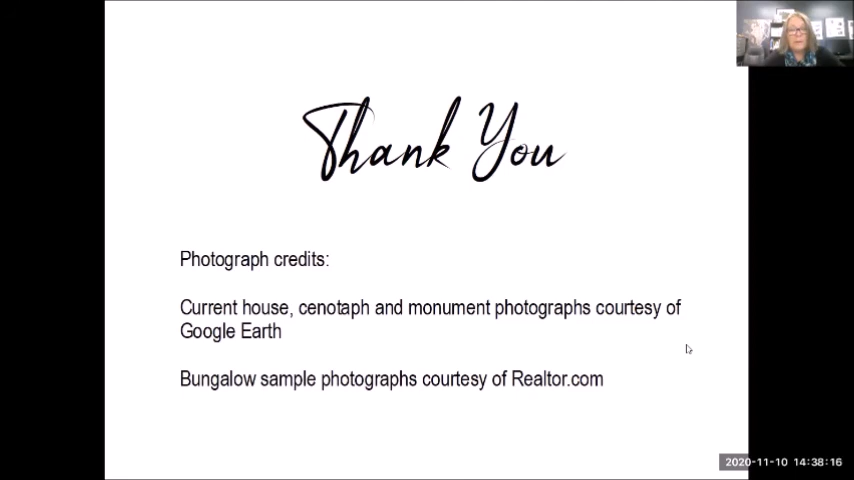 Thank You
Photograph credits:
Current house, cenotaph and monument photographs courtesy of
Google Earth
Bungalow sample photographs courtesy of Realtor.com
2020-11-10 14:38:16